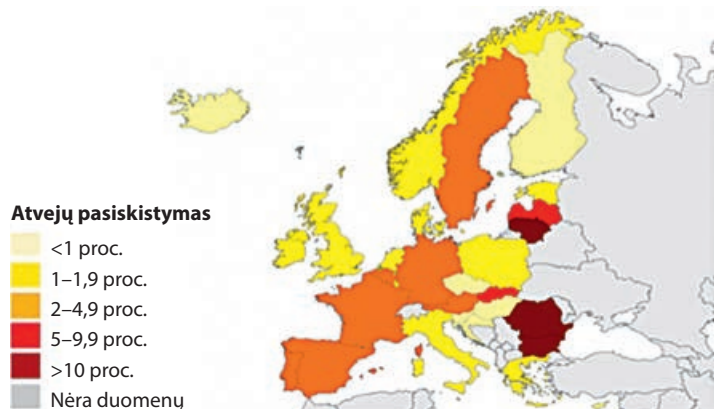 Atvejų pasiskistymas
<1 proc.
1–1,9 proc.
2–4,9 proc.
5–9,9 proc.
>10 proc.
Nėra duomenų